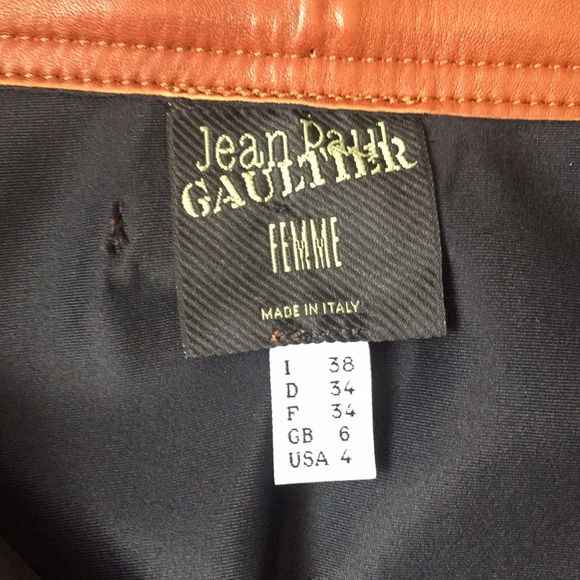 Jean Paul
GAULTIER
FEMME
MADE IN ITALY
I 38
D 34
F 34
GB 6
USA 4